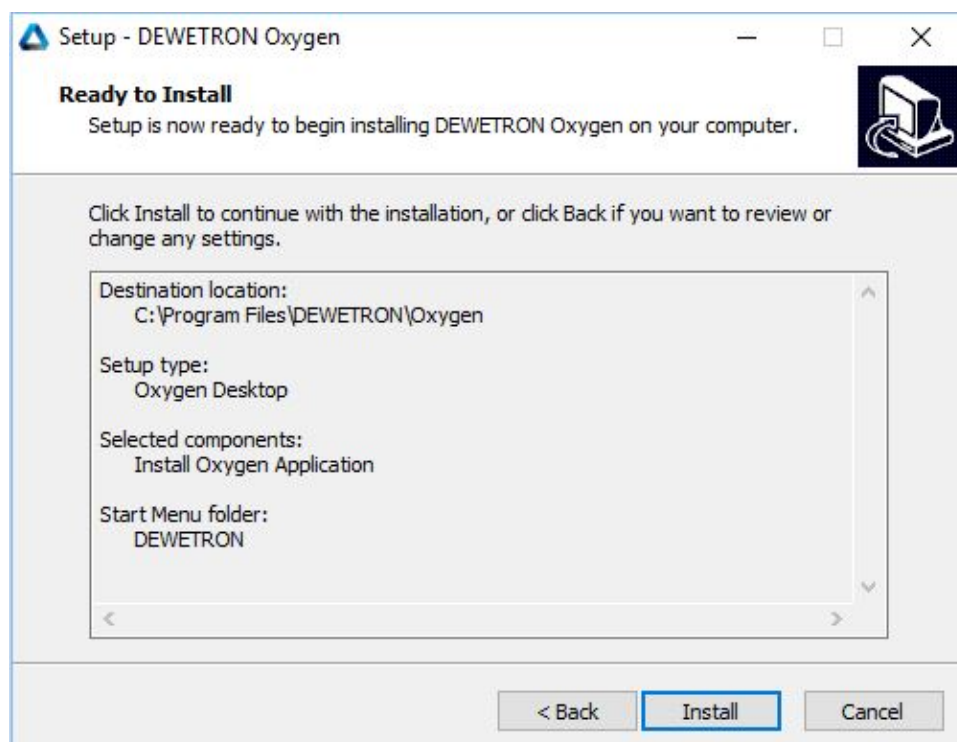 Setup - DEWETRON Oxygen
Ready to Install
Setup is now ready to begin installing DEWETRON Oxygen on your computer.
Click Install to continue with the installation, or click Back if you want to review or
change any settings.
Destination location:
C:\Program Files\DEWETRON\Oxygen
Setup type:
Oxygen Desktop
Selected components:
Install Oxygen Application
Start Menu folder:
DEWETRON
< Back
Install
Cancel